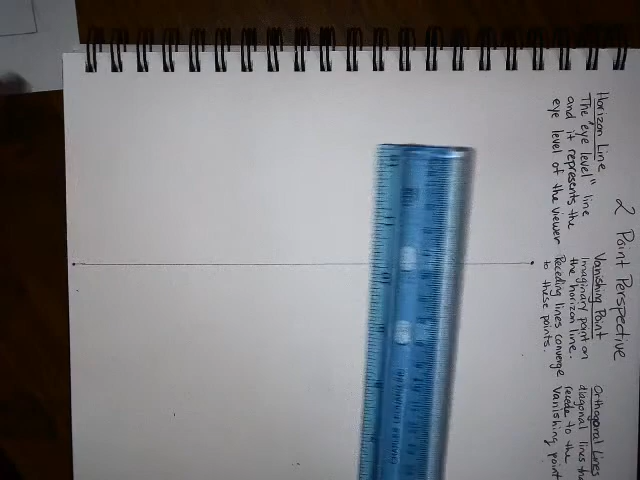 2 Point Perspective
Horizon Line
The "eye level" line
and it represents the
eye level of the viewer
Vanishing Point
Imaginary point on
the horizon line.
Receding lines converge
to these points.
Orthogonal Lines
diagonal lines tha
recede to the
Vanishing point